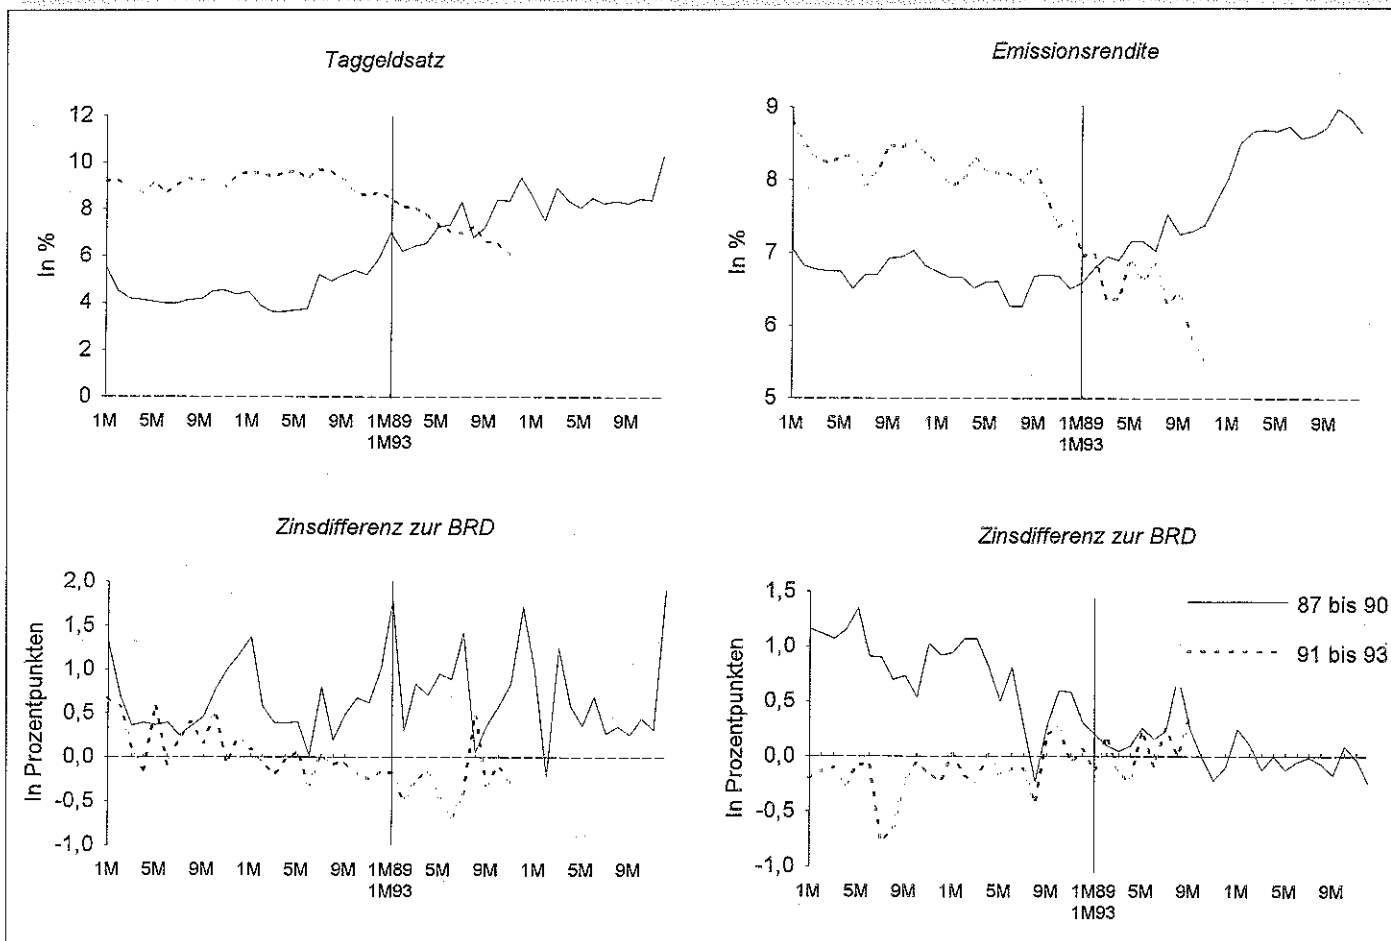 Taggeldsatz
In %
12
10
8
6
4
2
0
1M 5M 9M 1M 5M 9M 1M89 5M 9M 1M 5M 9M
1M93
Emissionsrendite
In %
9
8
7
6
5
1M 5M 9M 1M 5M 9M 1M89 5M 9M 1M 5M 9M
1M93
Zinsdifferenz zur BRD
In Prozentpunkten
2,0
1,5
1,0
0,5
0,0
-0,5
-1,0
1M 5M 9M 1M 5M 9M 1M89 5M 9M 1M 5M 9M
1M93
Zinsdifferenz zur BRD
In Prozentpunkten
1,5
1,0
0,5
0,0
-0,5
-1,0
87 bis 90
91 bis 93
1M 5M 9M 1M 5M 9M 1M89 5M 9M 1M 5M 9M
1M93